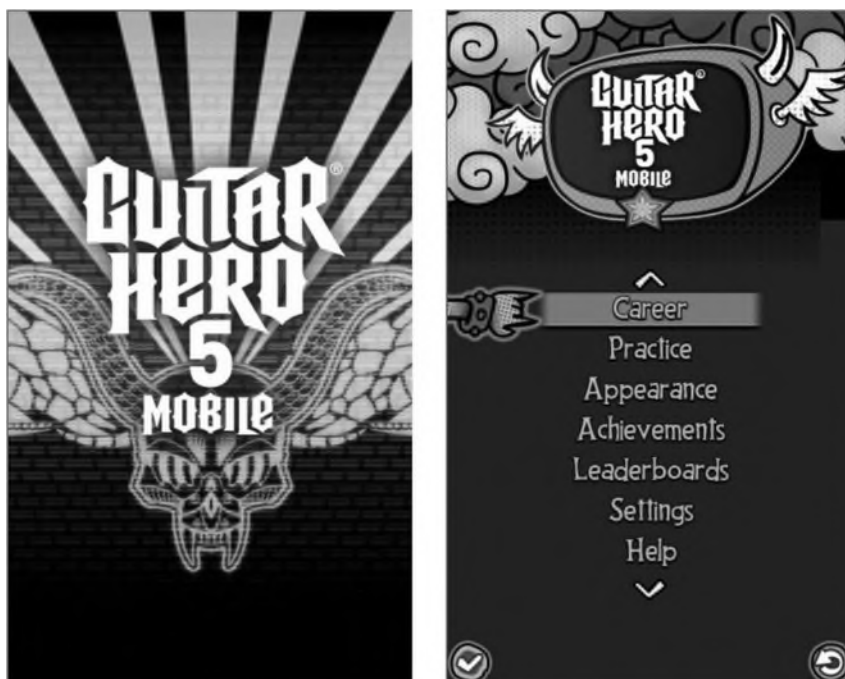 GUITAR®
HERO
5
MOBILE
GUITAR®
HERO
5
MOBILE
Career
Practice
Appearance
Achievements
Leaderboards
Settings
Help